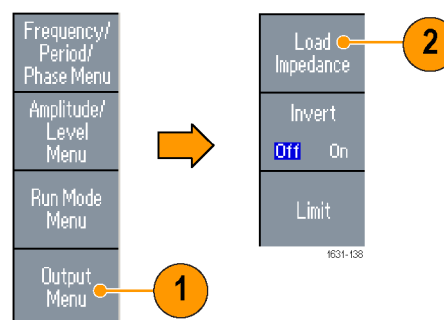 Frequency/
Period/
Phase Menu
Amplitude/
Level
Menu
Run Mode
Menu
Output
Menu
1
Load
Impedance
2
Invert
Off On
Limit
1631-138